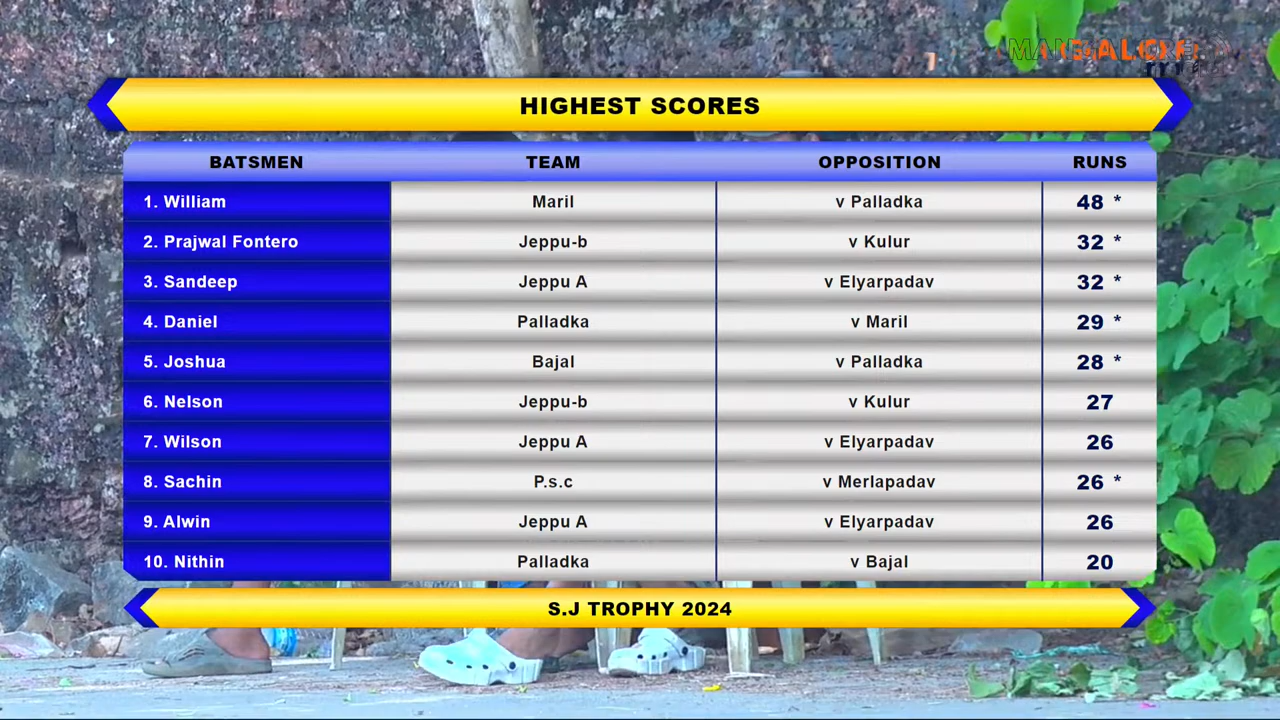 HIGHEST SCORES
BATSMEN TEAM OPPOSITION RUNS
1. William Maril v Palladka 48 *
2. Prajwal Fontero Jeppu-b v Kulur 32 *
3. Sandeep Jeppu A v Elyarpadav 32 *
4. Daniel Palladka v Maril 29 *
5. Joshua Bajal v Palladka 28 *
6. Nelson Jeppu-b v Kulur 27
7. Wilson Jeppu A v Elyarpadav 26
8. Sachin P.s.c v Merlapadav 26 *
9. Alwin Jeppu A v Elyarpadav 26
10. Nithin Palladka v Bajal 20
S.J TROPHY 2024